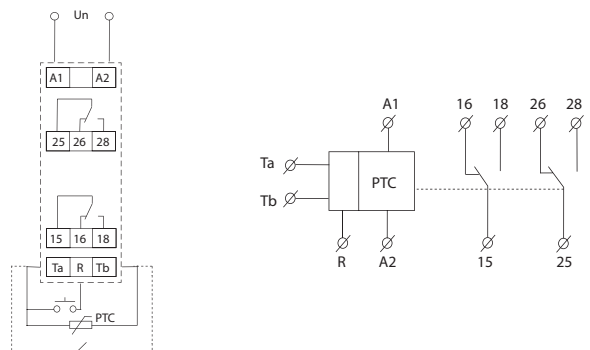 Un
A1 A2
25 26 28
15 16 18
Ta R Tb
PTC
A1 16 18 26 28
Ta
PTC
Tb
R A2 15 25